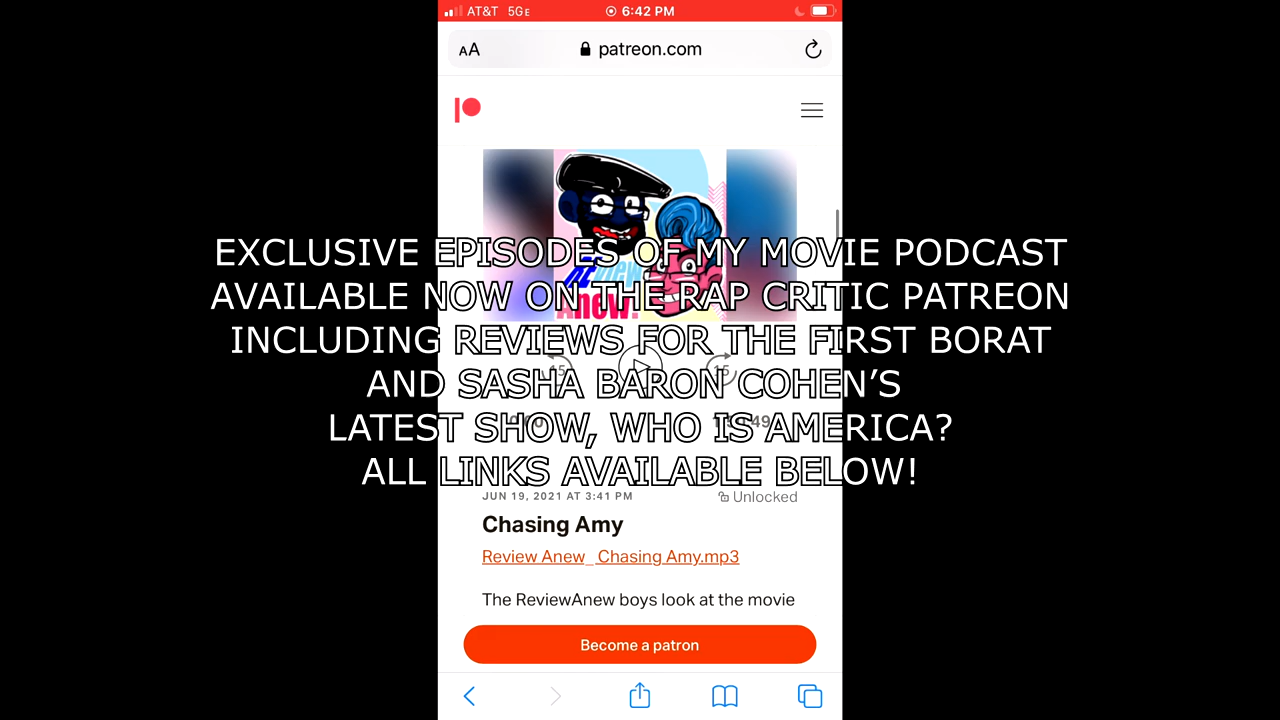 AT&T 5GE 6:42 PM
AA patreon.com
EXCLUSIVE EPISODES OF MY MOVIE PODCAST
AVAILABLE NOW ON THE RAP CRITIC PATREON
INCLUDING REVIEWS FOR THE FIRST BORAT
AND SASHA BARON COHEN’S
LATEST SHOW, WHO IS AMERICA?
ALL LINKS AVAILABLE BELOW!
Anew!
15 15
JUN 19, 2021 AT 3:41 PM Unlocked
Chasing Amy
Review Anew_ Chasing Amy.mp3
The ReviewAnew boys look at the movie
Become a patron